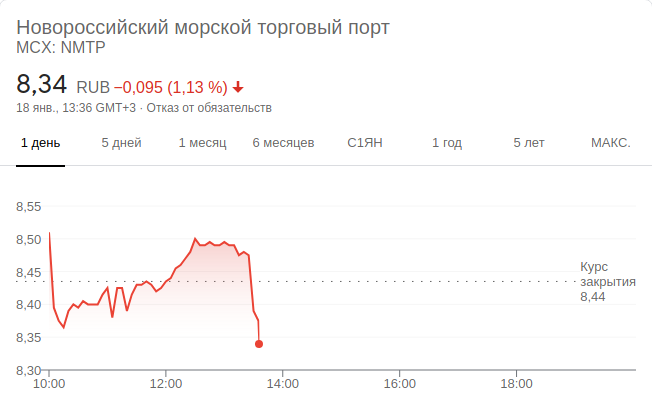 Новороссийский морской торговый порт
MCX: NMTP
8,34 RUB −0,095 (1,13 %)
18 янв., 13:36 GMT+3 · Отказ от обязательств
1 день 5 дней 1 месяц 6 месяцев С1ЯН 1 год 5 лет МАКС.
8,55
8,50
8,45
8,40
8,35
8,30
Курс
закрытия
8,44
10:00 12:00 14:00 16:00 18:00